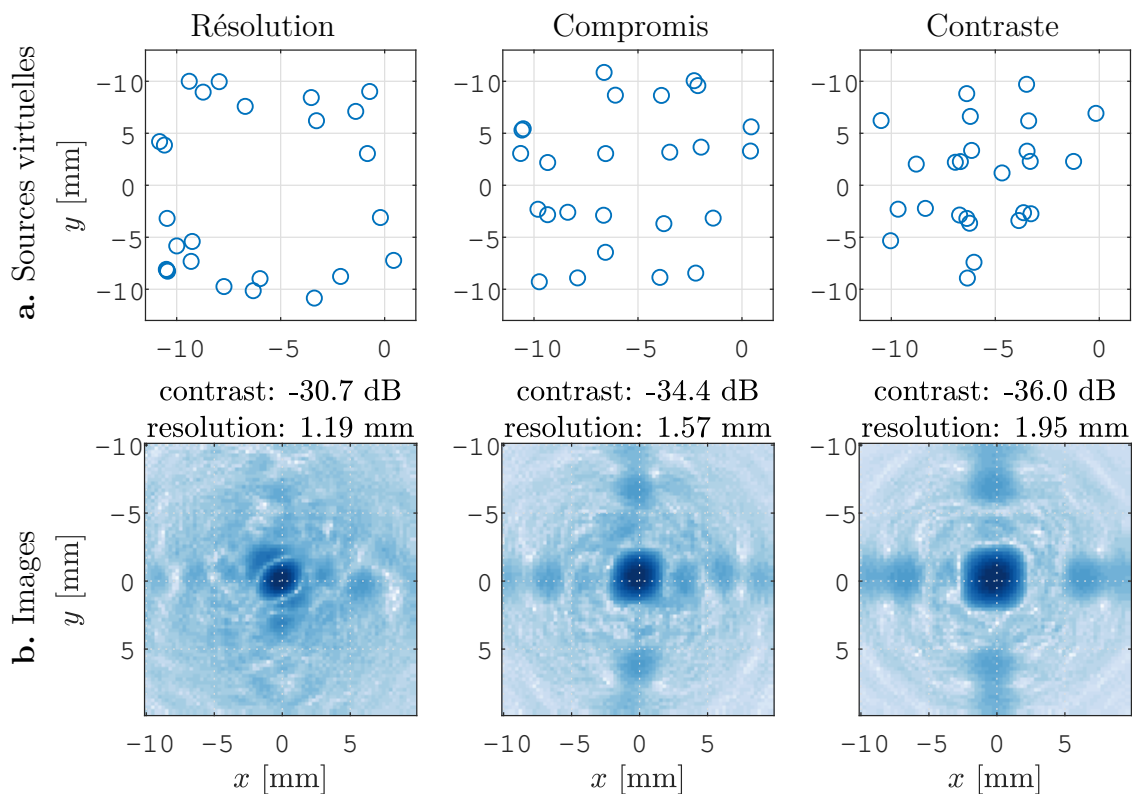 Résolution Compromis Contraste
a. Sources virtuelles
y [mm]
−10 −10 −10
5 5 5
0 0 0
−5 −5 −5
−10 −10 −10
−10 −5 0 −10 −5 0 −10 −5 0
contrast: -30.7 dB contrast: -34.4 dB contrast: -36.0 dB
resolution: 1.19 mm resolution: 1.57 mm resolution: 1.95 mm
b. Images
y [mm] y [mm] y [mm]
−10 −10 −10
−5 −5 −5
0 0 0
5 5 5
−10 −5 0 5 −10 −5 0 5 −10 −5 0 5
x [mm] x [mm] x [mm]